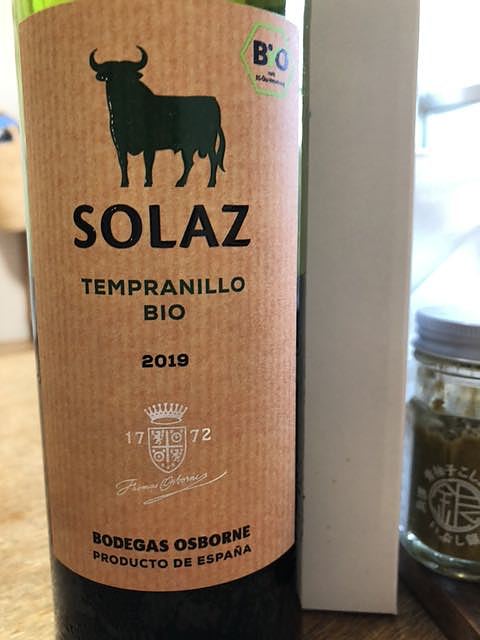 Bio
SOLAZ
TEMPRANILLO
BIO
2019
17 72
BODEGAS OSBORNE
PRODUCTO DE ESPAÑA